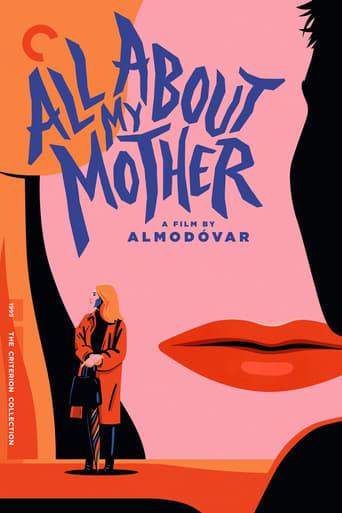 ALL ABOUT
MY
MOTHER
A FILM BY
ALMODÓVAR
1999 THE CRITERION COLLECTION